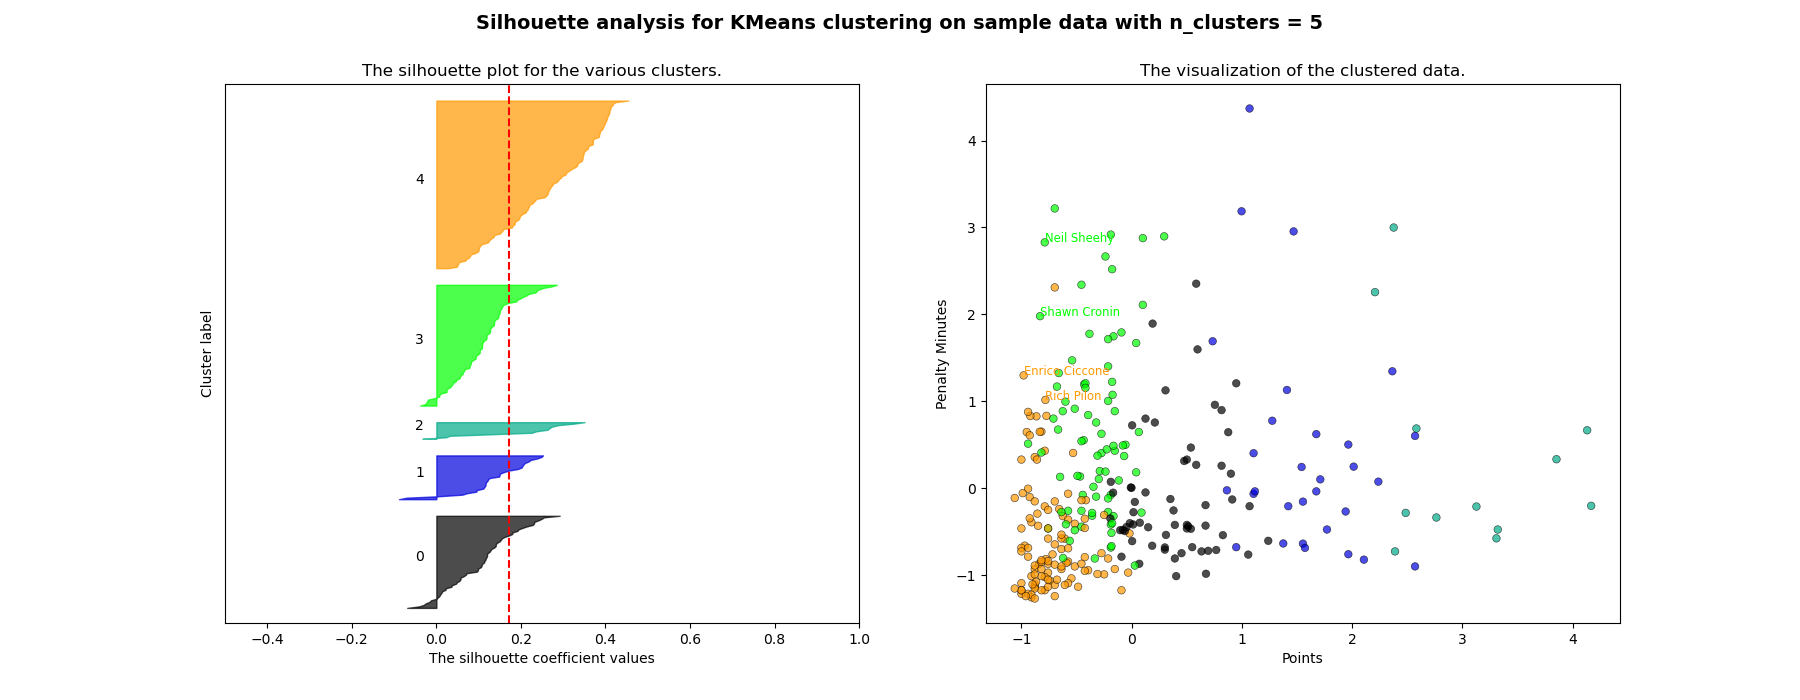 Silhouette analysis for KMeans clustering on sample data with n_clusters = 5
The silhouette plot for the various clusters.
4
3
2
1
0
Cluster label
−0.4
−0.2
0.0
0.2
0.4
0.6
0.8
1.0
The silhouette coefficient values
The visualization of the clustered data.
4
3
2
1
0
−1
Penalty Minutes
Neil Sheehy
Shawn Cronin
Enrico Ciccone
Rich Pilon
−1
0
1
2
3
4
Points